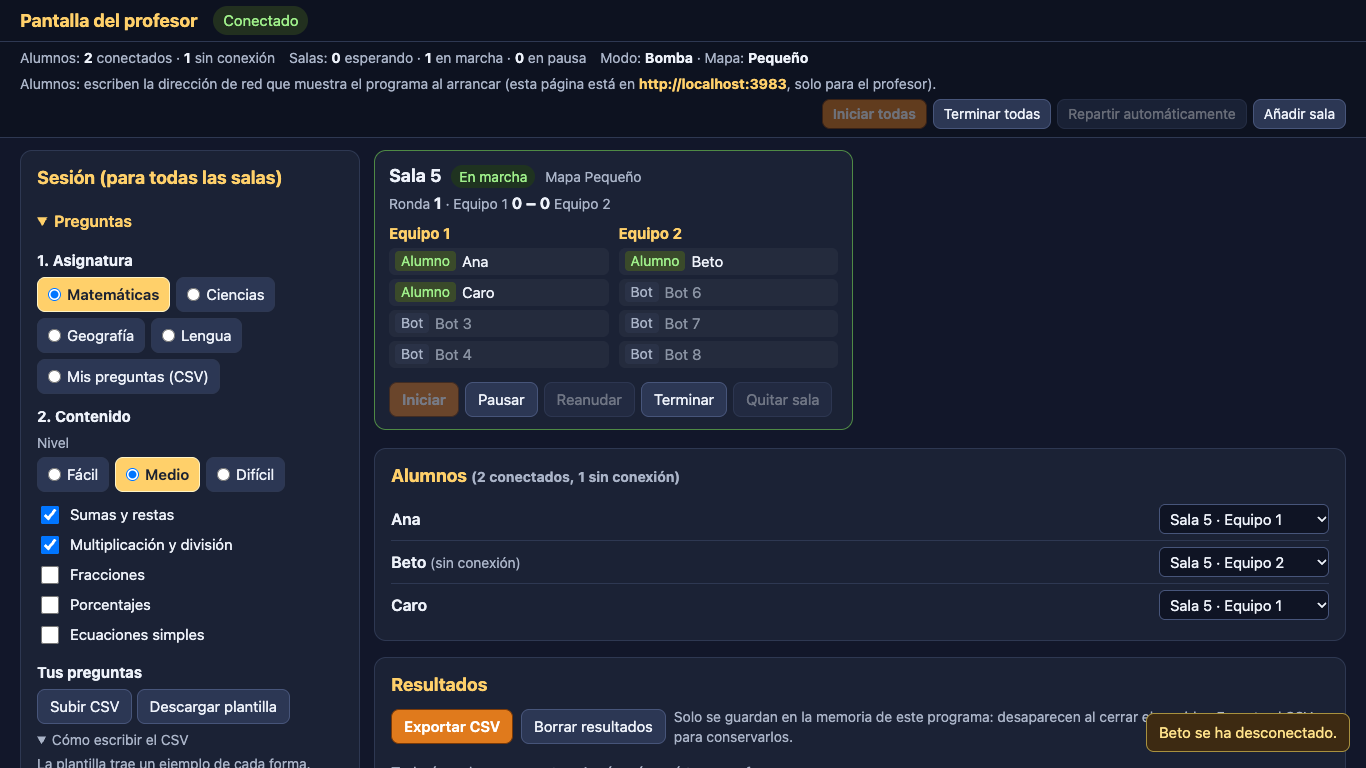 Pantalla del profesor Conectado
Alumnos: 2 conectados · 1 sin conexión Salas: 0 esperando · 1 en marcha · 0 en pausa Modo: Bomba · Mapa: Pequeño
Alumnos: escriben la dirección de red que muestra el programa al arrancar (esta página está en http://localhost:3983, solo para el profesor).
Iniciar todas Terminar todas Repartir automáticamente Añadir sala
Sesión (para todas las salas)
Preguntas
1. Asignatura
Matemáticas Ciencias
Geografía Lengua
Mis preguntas (CSV)
2. Contenido
Nivel
Fácil Medio Difícil
Sumas y restas
Multiplicación y división
Fracciones
Porcentajes
Ecuaciones simples
Tus preguntas
Subir CSV Descargar plantilla
Cómo escribir el CSV
La plantilla trae un ejemplo de cada forma.
Sala 5 En marcha Mapa Pequeño
Ronda 1 · Equipo 1 0 – 0 Equipo 2
Equipo 1 Equipo 2
Alumno Ana Alumno Beto
Alumno Caro Bot Bot 6
Bot Bot 3 Bot Bot 7
Bot Bot 4 Bot Bot 8
Iniciar Pausar Reanudar Terminar Quitar sala
Alumnos (2 conectados, 1 sin conexión)
Ana Sala 5 · Equipo 1
Beto (sin conexión) Sala 5 · Equipo 2
Caro Sala 5 · Equipo 1
Resultados
Exportar CSV Borrar resultados
Solo se guardan en la memoria de este programa: desaparecen al cerrar
para conservarlos.
Beto se ha desconectado.